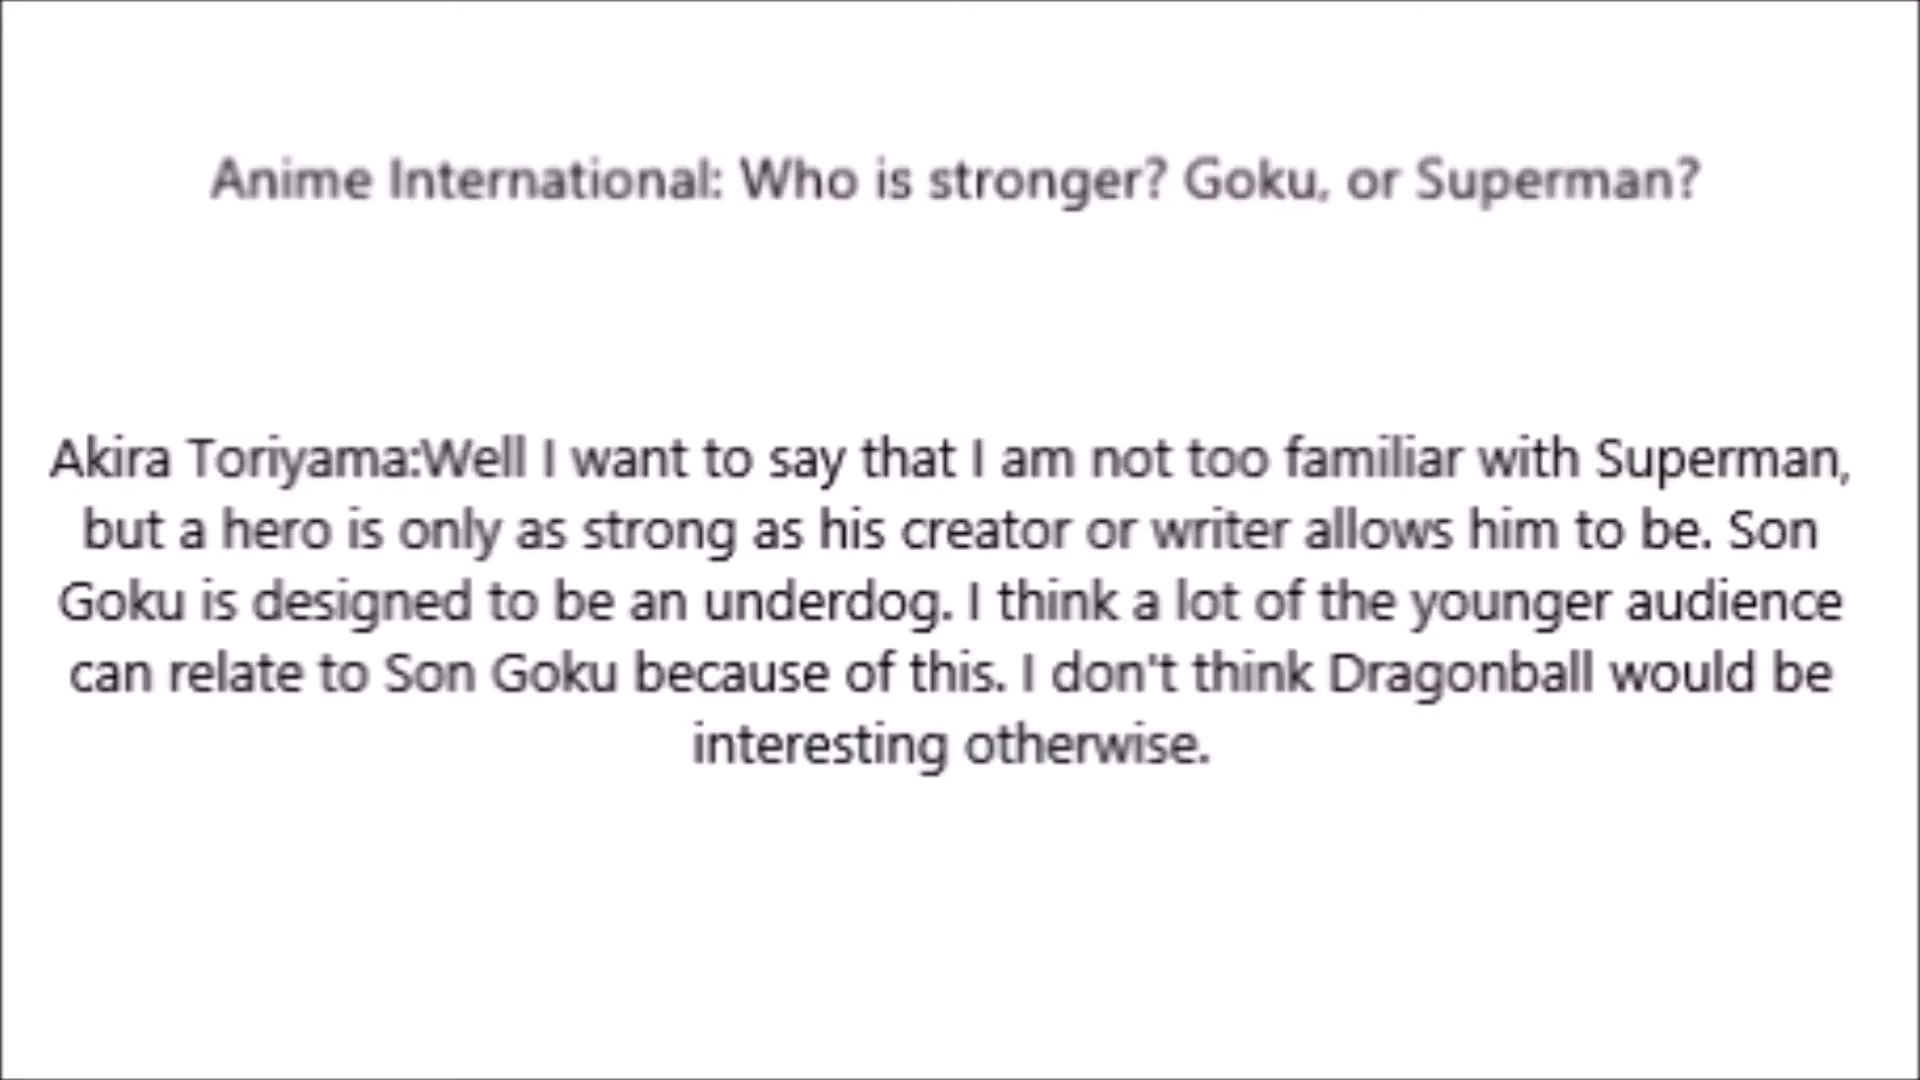 Anime International: Who is stronger? Goku, or Superman?
Akira Toriyama:Well I want to say that I am not too familiar with Superman,
but a hero is only as strong as his creator or writer allows him to be. Son
Goku is designed to be an underdog. I think a lot of the younger audience
can relate to Son Goku because of this. I don't think Dragonball would be
interesting otherwise.